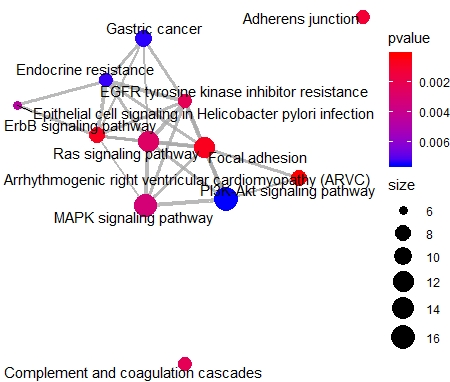 Gastric cancer
Adherens junction
pvalue
Endocrine resistance
EGFR tyrosine kinase inhibitor resistance
0.002
Epithelial cell signaling in Helicobacter pylori infection
ErbB signaling pathway
0.006
Ras signaling pathway
Focal adhesion
Arrhythmogenic right ventricular cardiomyopathy (ARVC)
PI3K-Akt signaling pathway
size
6
MAPK signaling pathway
8
10
12
14
16
Complement and coagulation cascades